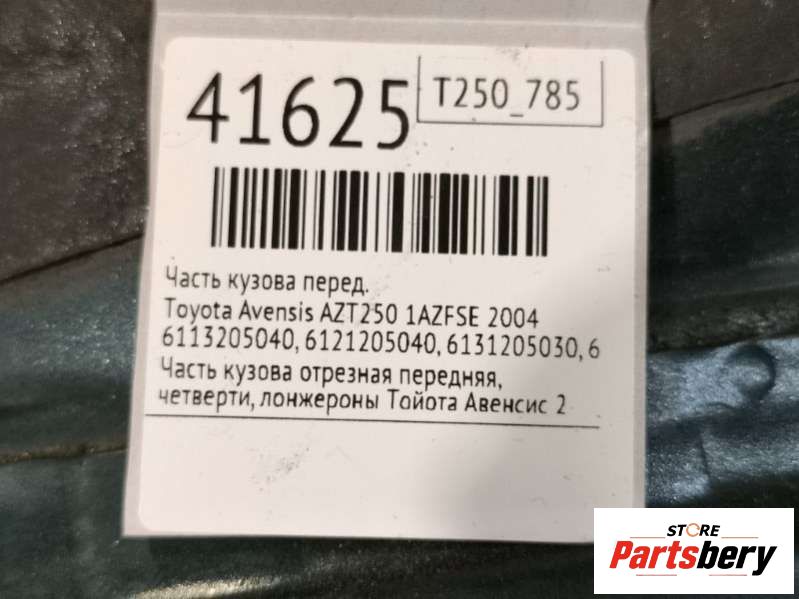 41625
T250_785
Часть кузова перед.
Toyota Avensis AZT250 1AZFSE 2004
6113205040, 6121205040, 6131205030, 6
Часть кузова отрезная передняя,
четверти, лонжероны Тойота Авенсис 2
STORE
Partsbery